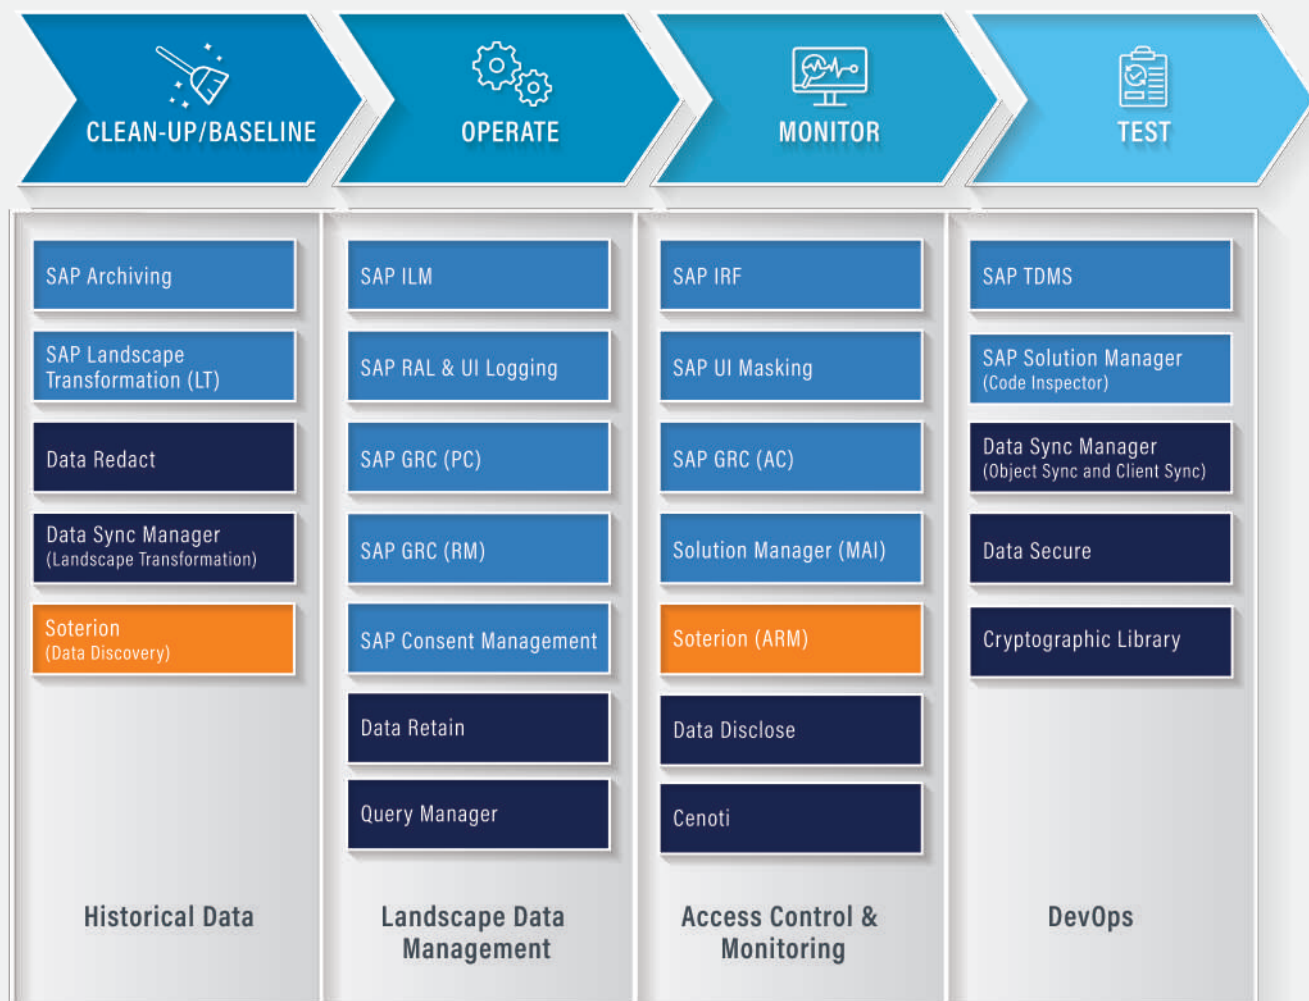 CLEAN-UP/BASELINE
OPERATE
MONITOR
TEST
SAP Archiving
SAP Landscape
Transformation (LT)
Data Redact
Data Sync Manager
(Landscape Transformation)
Soterion
(Data Discovery)
Historical Data
SAP ILM
SAP RAL & UI Logging
SAP GRC (PC)
SAP GRC (RM)
SAP Consent Management
Data Retain
Query Manager
Landscape Data
Management
SAP IRF
SAP UI Masking
SAP GRC (AC)
Solution Manager (MAI)
Soterion (ARM)
Data Disclose
Cenoti
Access Control &
Monitoring
SAP TDMS
SAP Solution Manager
(Code Inspector)
Data Sync Manager
(Object Sync and Client Sync)
Data Secure
Cryptographic Library
DevOps